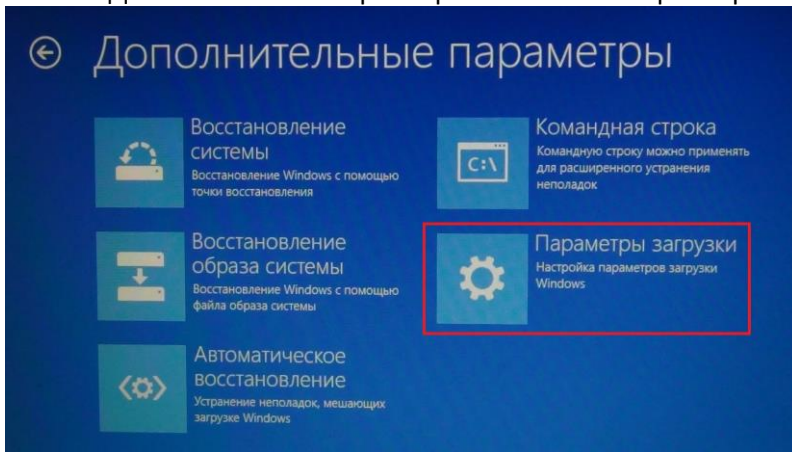 Дополнительные параметры
Восстановление
системы
Восстановление Windows с помощью
точки восстановления
Командная строка
Командную строку можно применять
для расширенного устранения
неполадок
C:\
Восстановление
образа системы
Восстановление Windows с помощью
файла образа системы
Параметры загрузки
Настройка параметров загрузки
Windows
Автоматическое
восстановление
Устранение неполадок, мешающих
загрузке Windows